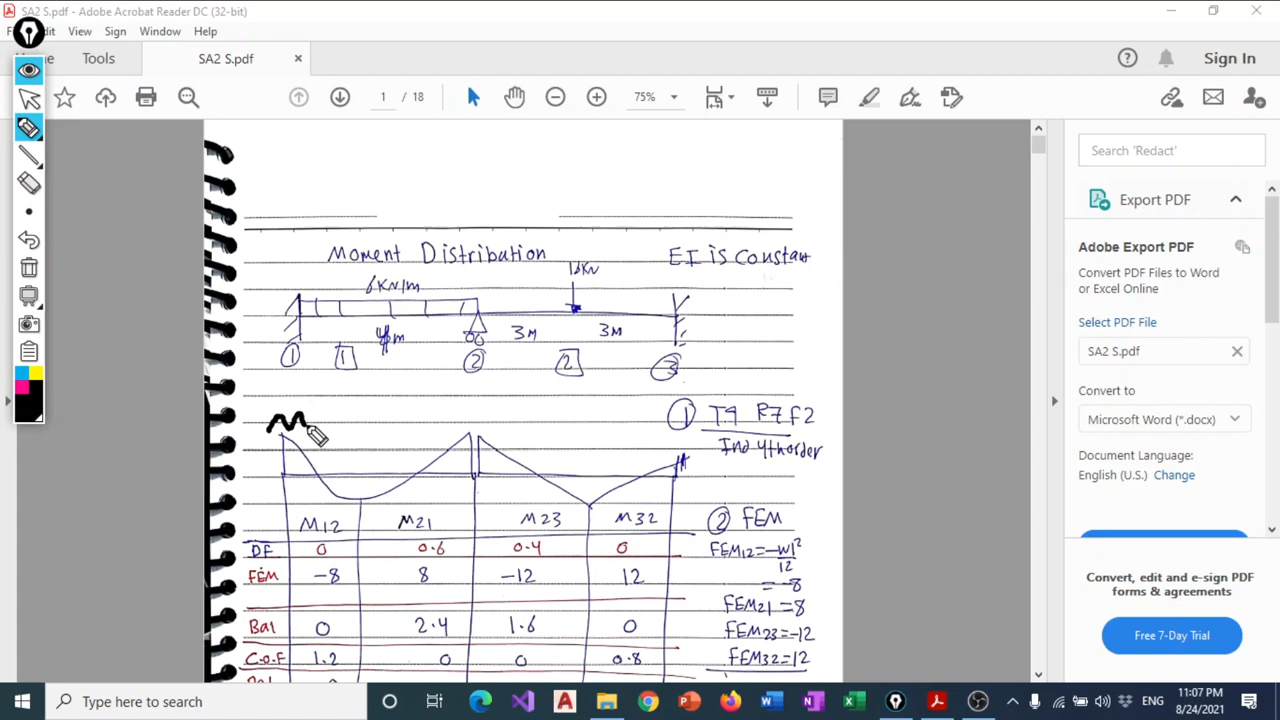 SA2 S.pdf - Adobe Acrobat Reader DC (32-bit)
View Sign Window Help
Tools SA2 S.pdf Sign In
1 / 18 75%
Search 'Redact'
Export PDF
Adobe Export PDF
Convert PDF Files to Word
or Excel Online
Select PDF File
SA2 S.pdf
Convert to
Microsoft Word (*.docx)
Document Language:
English (U.S.) Change
Convert, edit and e-sign PDF
forms & agreements
Free 7-Day Trial
Moment Distribution EI is Constant
6KN/m
3M 3M
1 1 2 2 3
1 T4 R7 F2
Ind 4th order
M12 M21 M23 M32
2 FEM
DF 0 0.6 0.4 0
FEM12 = -wl²
12
FEM -8 8 -12 12
= -8
FEM21 = 8
Bal 0 2.4 1.6 0
FEM23 = -12
C.O.F 1.2 0 0 0.8
FEM32 = 12
Type here to search
ENG
11:07 PM
8/24/2021